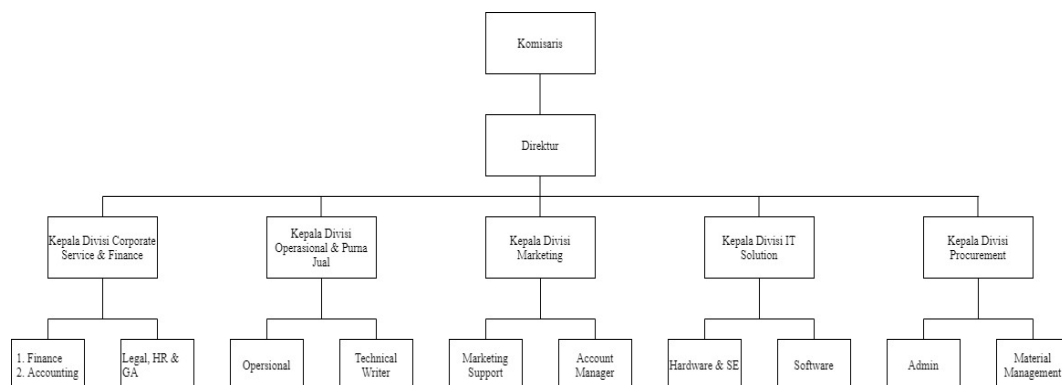 Komisaris
Direktur
Kepala Divisi Corporate
Service & Finance
Kepala Divisi
Operasional & Purna
Jual
Kepala Divisi
Marketing
Kepala Divisi IT
Solution
Kepala Divisi
Procurement
1. Finance
2. Accounting
Legal, HR &
GA
Opersional
Technical
Writer
Marketing
Support
Account
Manager
Hardware & SE
Software
Admin
Material
Management